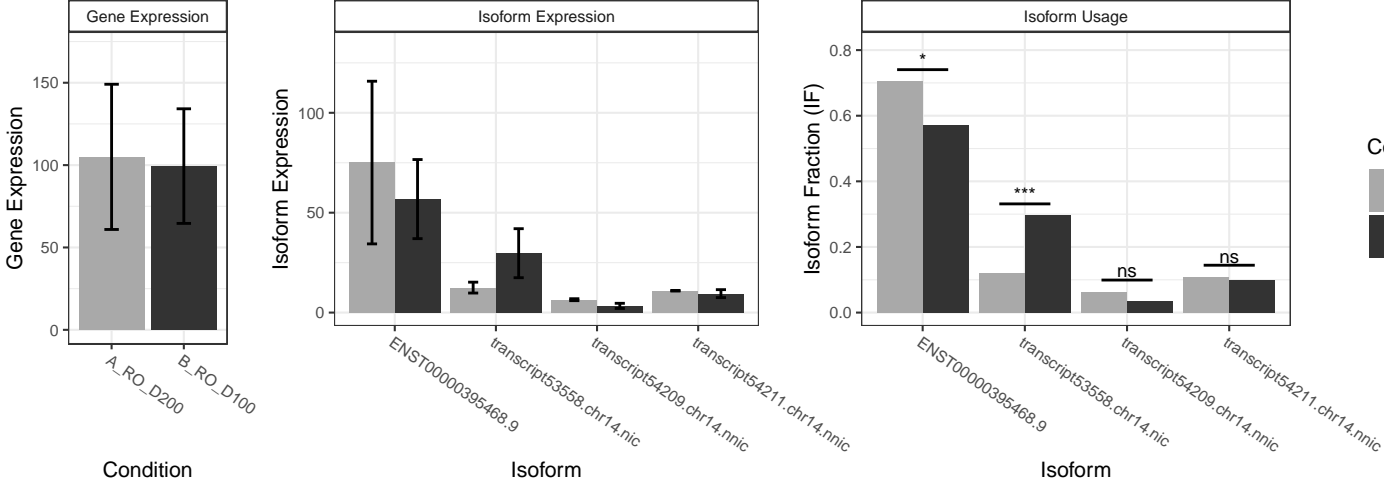 Gene Expression
Isoform Expression
Isoform Usage
Gene Expression
150
100
50
0
A_RO_D200
B_RO_D100
Condition
Isoform Expression
100
50
0
ENST00000395468.9
transcript53558.chr14.nic
transcript54209.chr14.nnic
transcript54211.chr14.nnic
Isoform
Isoform Fraction (IF)
0.8
0.6
0.4
0.2
0.0
*
***
ns
ns
ENST00000395468.9
transcript53558.chr14.nic
transcript54209.chr14.nnic
transcript54211.chr14.nnic
Isoform